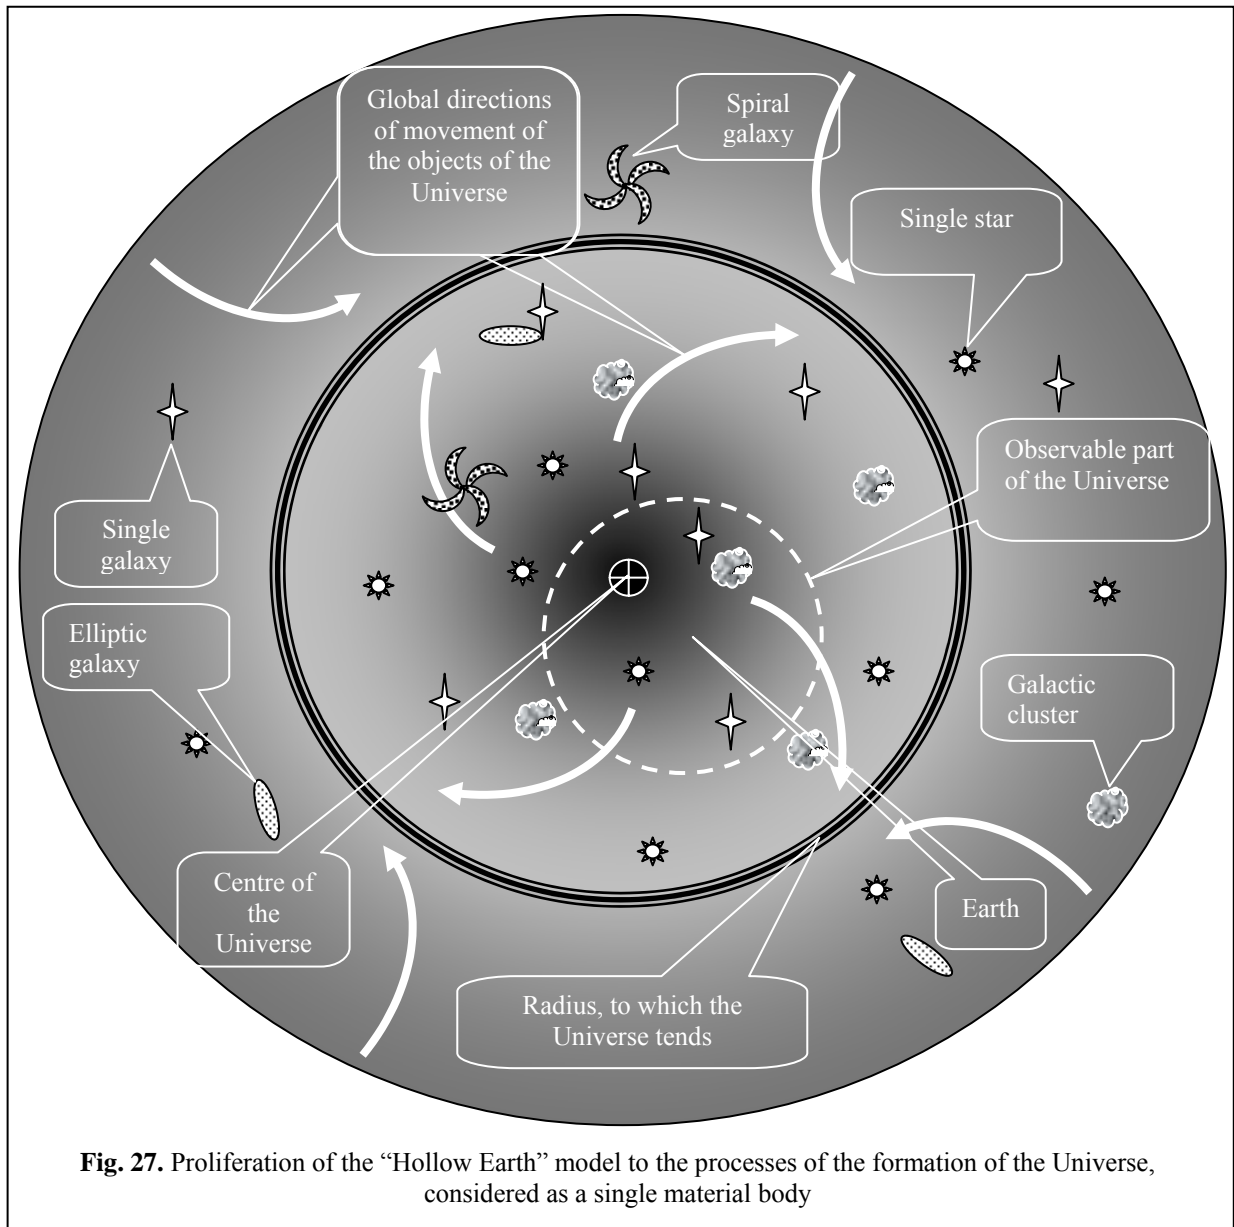 Global directions
of movement of
the objects of the
Universe
Spiral
galaxy
Single star
Observable part
of the Universe
Single
galaxy
Elliptic
galaxy
Galactic
cluster
Centre of
the
Universe
Earth
Radius, to which the
Universe tends
Fig. 27. Proliferation of the “Hollow Earth” model to the processes of the formation of the Universe,
considered as a single material body